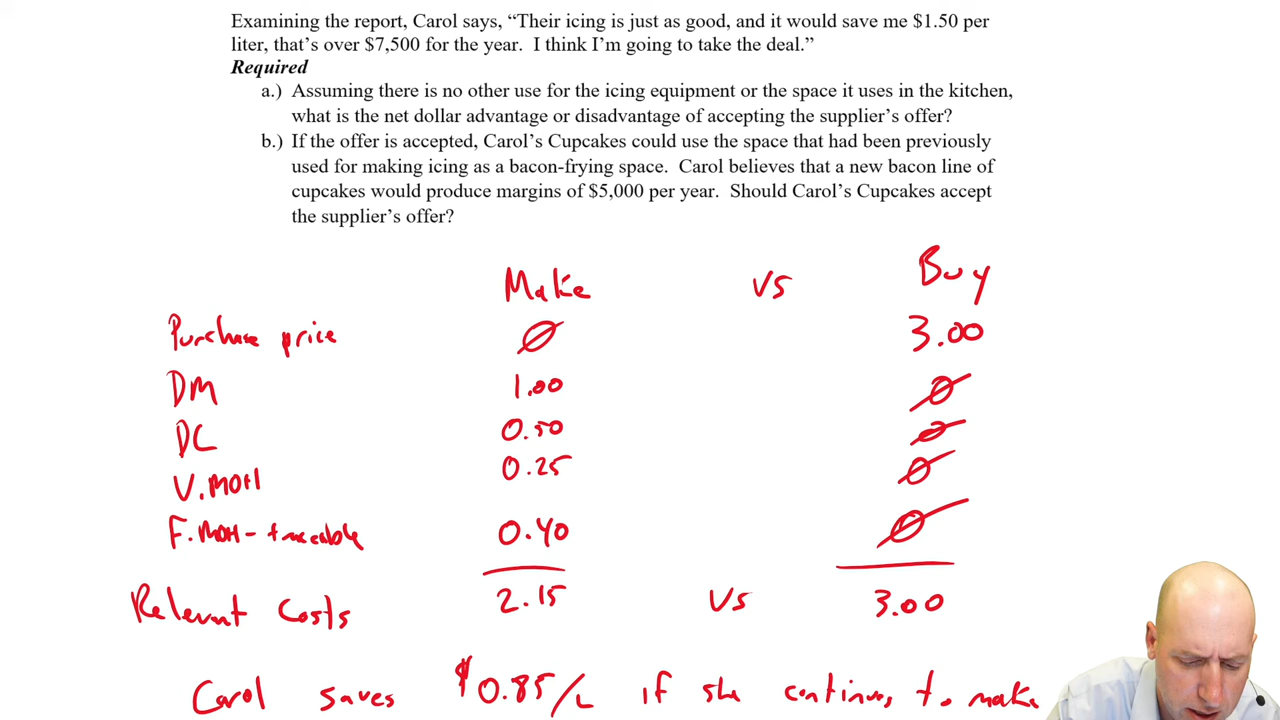 Examining the report, Carol says, “Their icing is just as good, and it would save me $1.50 per
liter, that’s over $7,500 for the year. I think I’m going to take the deal.”
Required
a.) Assuming there is no other use for the icing equipment or the space it uses in the kitchen,
what is the net dollar advantage or disadvantage of accepting the supplier’s offer?
b.) If the offer is accepted, Carol’s Cupcakes could use the space that had been previously
used for making icing as a bacon-frying space. Carol believes that a new bacon line of
cupcakes would produce margins of $5,000 per year. Should Carol’s Cupcakes accept
the supplier’s offer?
Make vs Buy
Purchase price ∅ 3.00
DM 1.00 ∅
DL 0.50 ∅
V.MOH 0.25 ∅
F.MOH - traceable 0.40 ∅
Relevant costs 2.15 vs 3.00
Carol saves $0.85/L if she continues to make